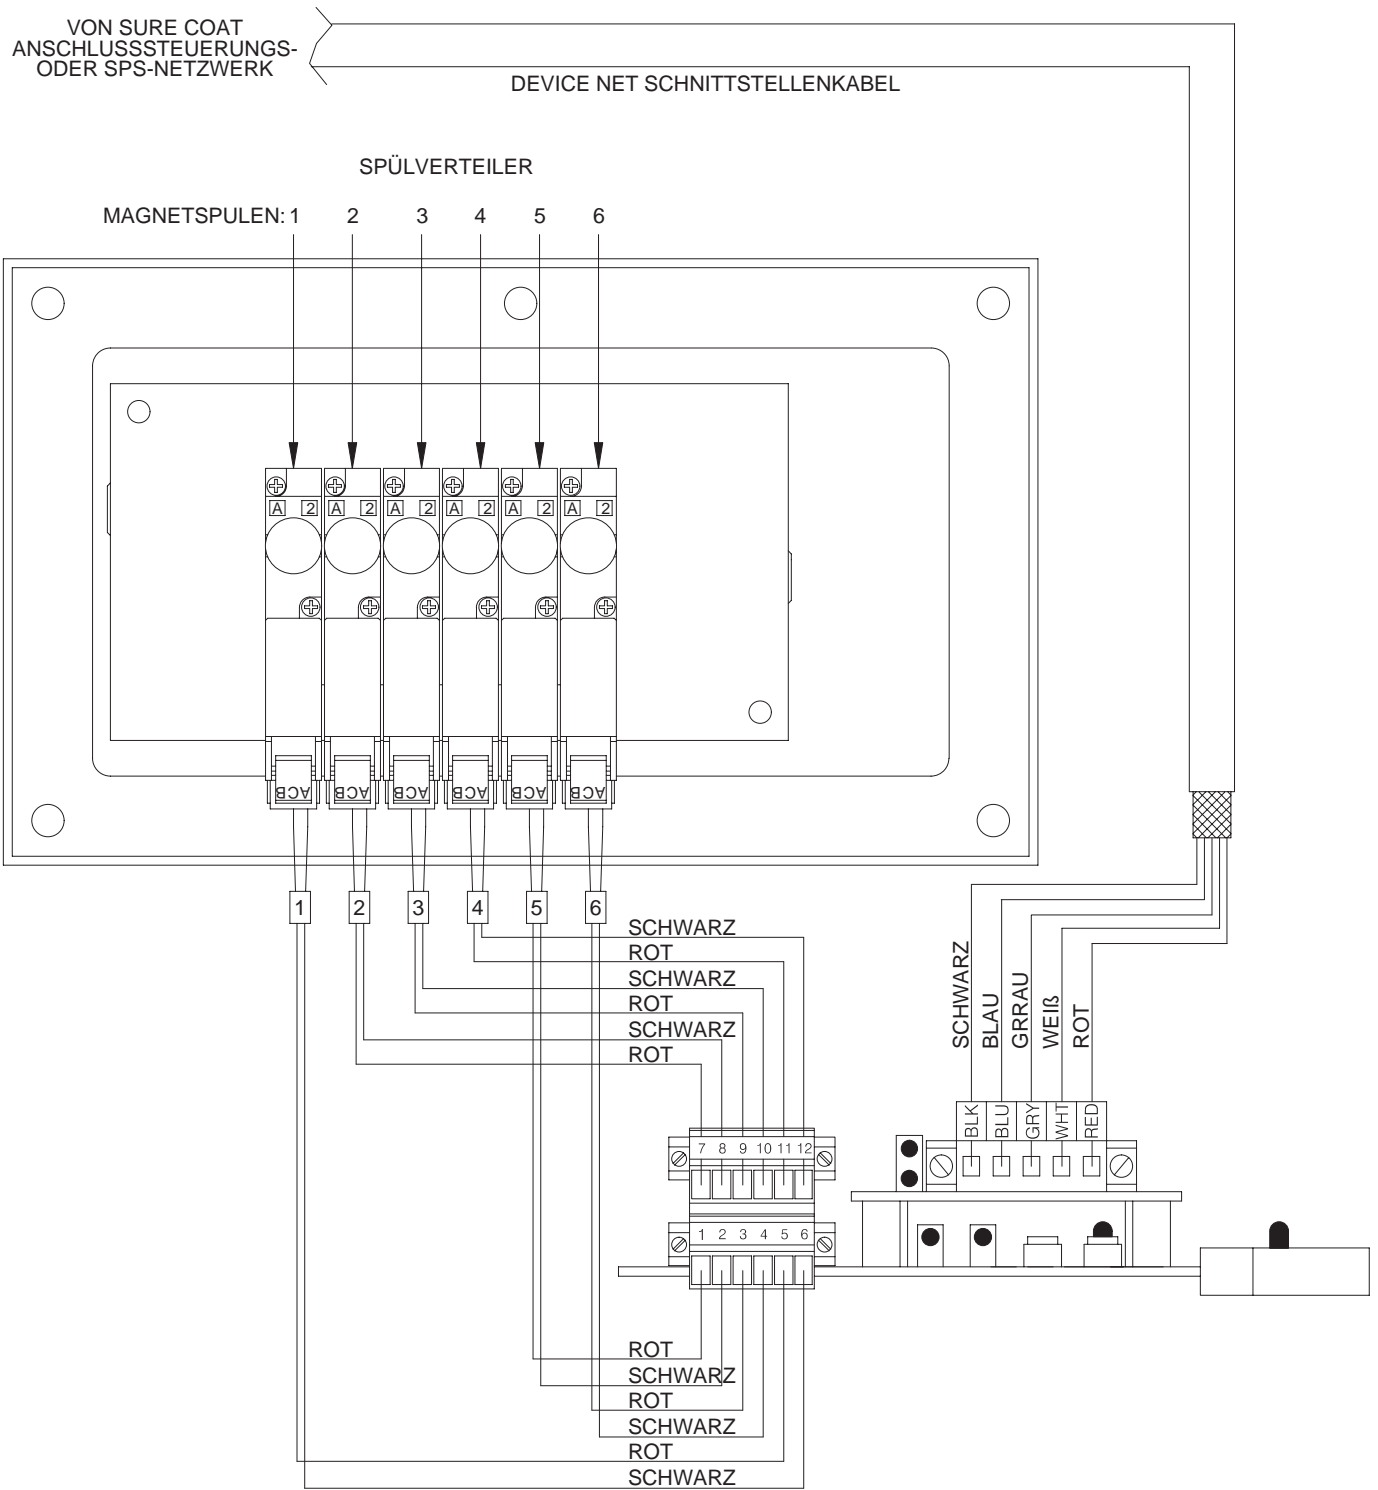 VON SURE COAT
ANSCHLUSSSTEUERUNGS-
ODER SPS-NETZWERK
DEVICE NET SCHNITTSTELLENKABEL
SPÜLVERTEILER
MAGNETSPULEN: 1 2 3 4 5 6
A 2 A 2 A 2 A 2 A 2 A 2
ACB ACB ACB ACB ACB ACB
1 2 3 4 5 6
SCHWARZ
ROT
SCHWARZ
ROT
SCHWARZ
ROT
SCHWARZ
BLAU
GRRAU
WEIß
ROT
BLK
BLU
GRY
WHT
RED
7 8 9 10 11 12
1 2 3 4 5 6
ROT
SCHWARZ
ROT
SCHWARZ
ROT
SCHWARZ